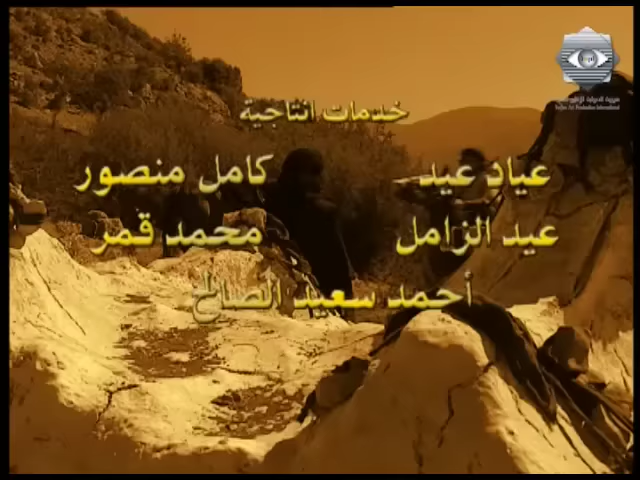 خدمات انتاجية
عياد عيد كامل منصور
عيد الزامل محمد قمر
أحمد سعيد الصالح